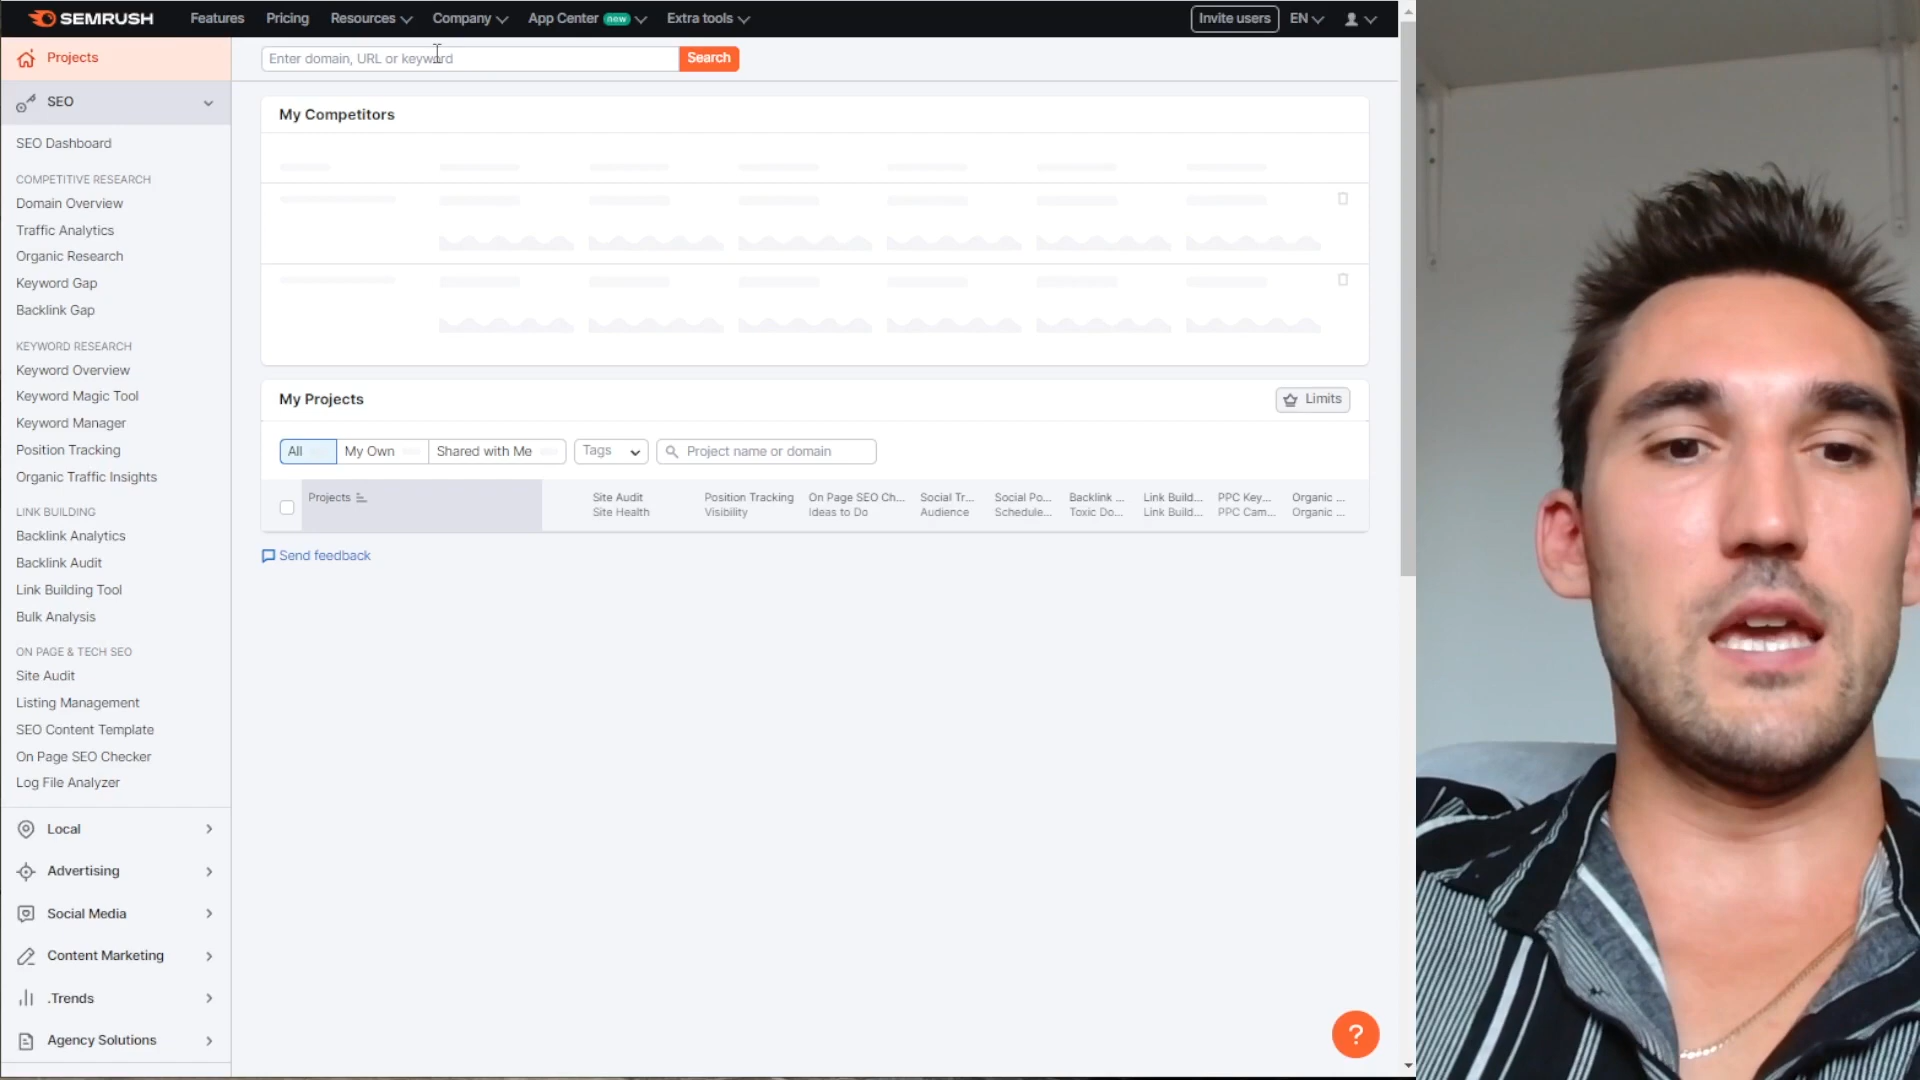 SEMRUSH
Features
Pricing
Resources
Company
App Center new
Extra tools
Invite users
EN
Projects
Enter domain, URL or keyword
Search
SEO
SEO Dashboard
COMPETITIVE RESEARCH
Domain Overview
Traffic Analytics
Organic Research
Keyword Gap
Backlink Gap
KEYWORD RESEARCH
Keyword Overview
Keyword Magic Tool
Keyword Manager
Position Tracking
Organic Traffic Insights
LINK BUILDING
Backlink Analytics
Backlink Audit
Link Building Tool
Bulk Analysis
ON PAGE & TECH SEO
Site Audit
Listing Management
SEO Content Template
On Page SEO Checker
Log File Analyzer
Local
Advertising
Social Media
Content Marketing
.Trends
Agency Solutions
My Competitors
My Projects
Limits
All
My Own
Shared with Me
Tags
Project name or domain
Projects
Site Audit
Site Health
Position Tracking
Visibility
On Page SEO Ch...
Ideas to Do
Social Tr...
Audience
Social Po...
Schedule...
Backlink ...
Toxic Do...
Link Build...
Link Build...
PPC Key...
PPC Cam...
Organic ...
Organic ...
Send feedback
?